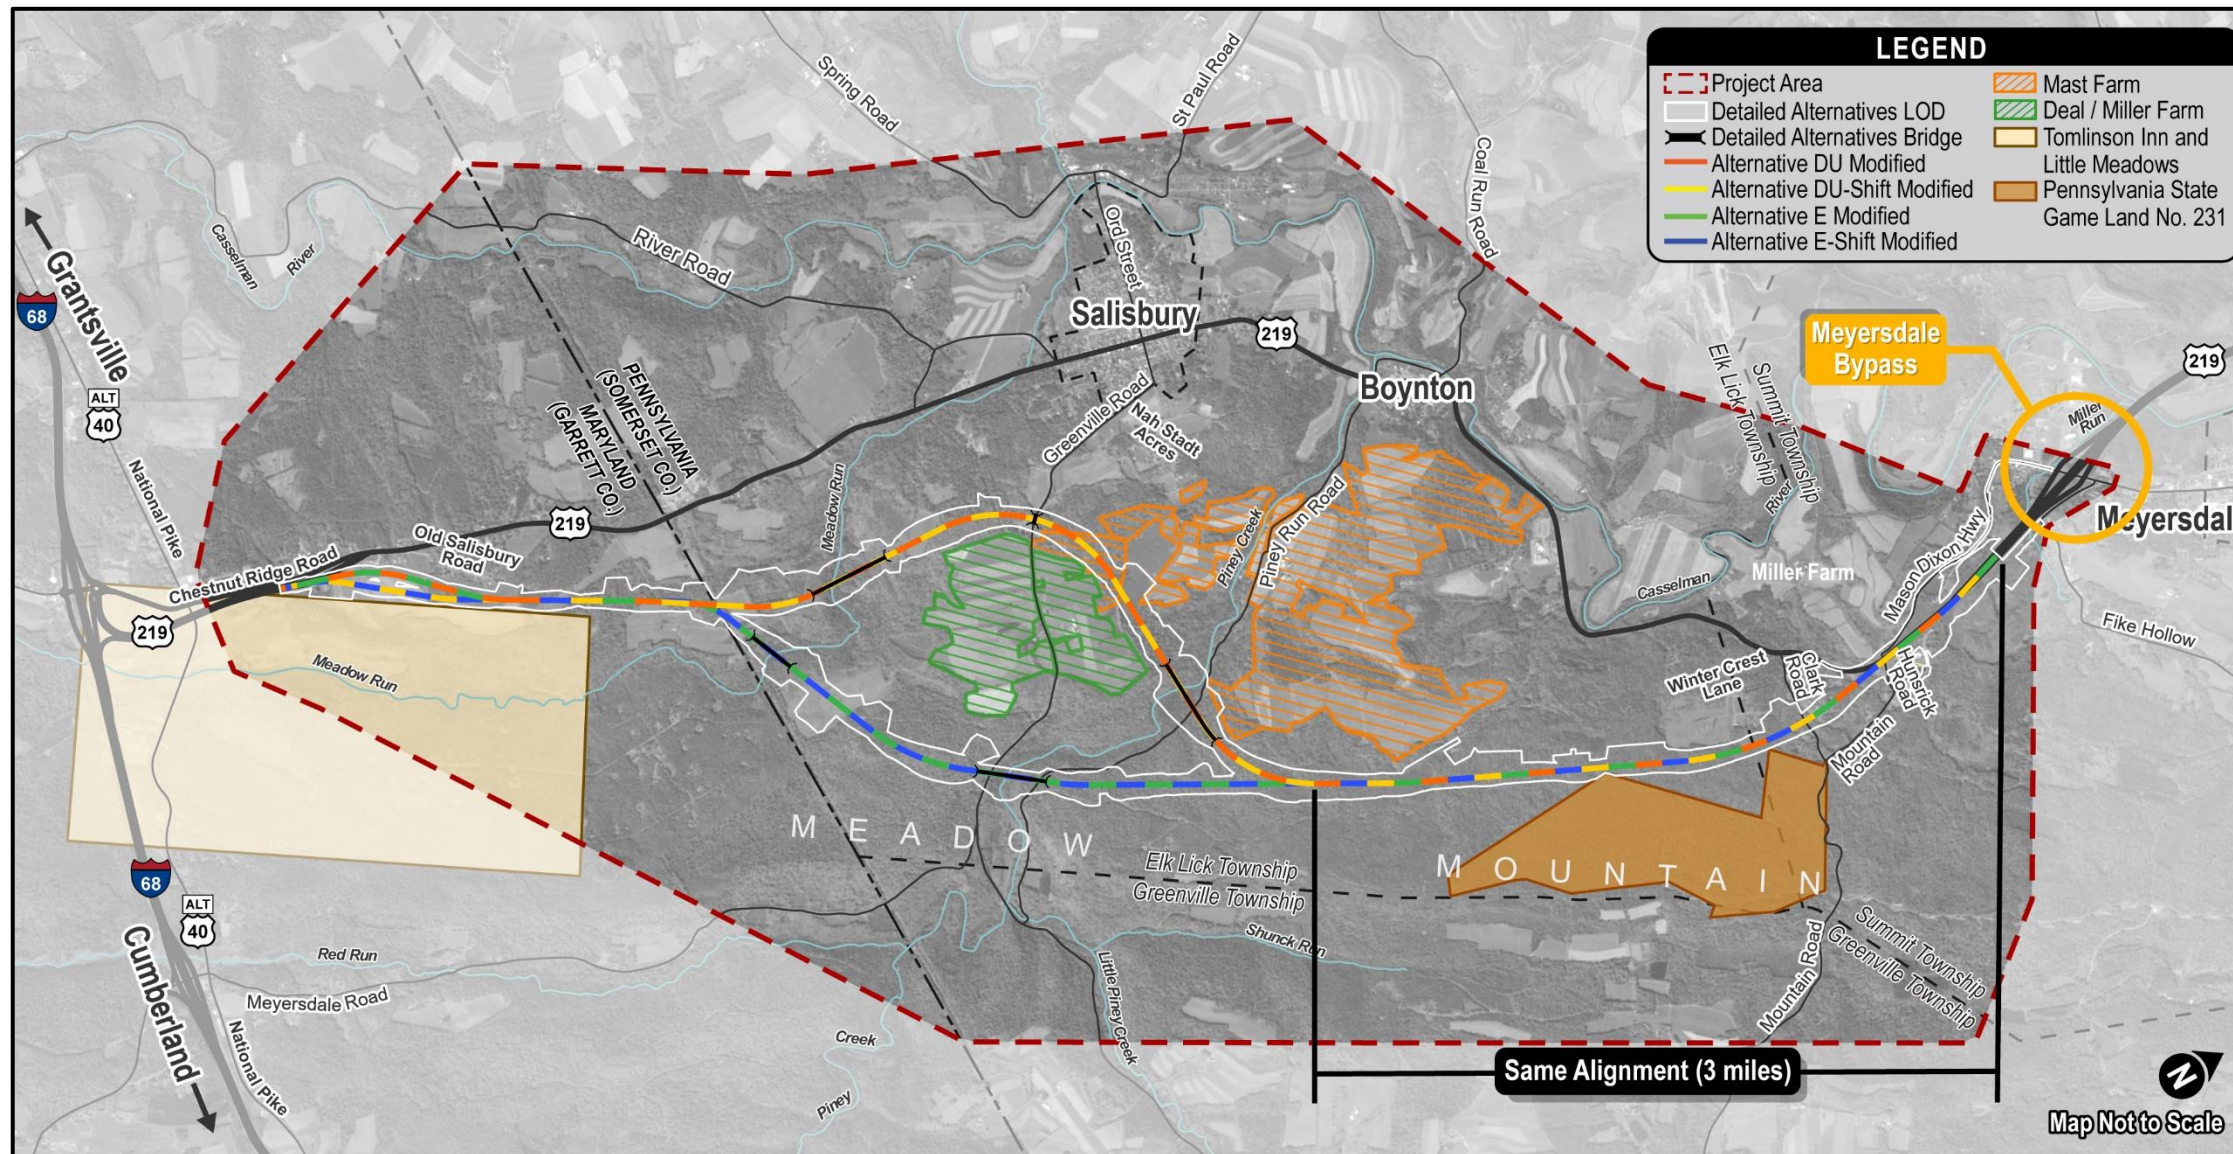 LEGEND
Project Area
Detailed Alternatives LOD
Detailed Alternatives Bridge
Alternative DU Modified
Alternative DU-Shift Modified
Alternative E Modified
Alternative E-Shift Modified
Mast Farm
Deal / Miller Farm
Tomlinson Inn and
Little Meadows
Pennsylvania State
Game Land No. 231
Spring Road
St Paul Road
Coal Run Road
Casselman
River
River Road
Ord Street
Grantsville
68
Salisbury
219
Boynton
Meyersdale
Bypass
Elk Lick Township
Summit Township
219
Miller
Run
ALT
40
National Pike
PENNSYLVANIA
(SOMERSET CO.)
MARYLAND
(GARRETT CO.)
Greenville Road
Nah Stadt
Acres
Meadow Run
219
Old Salisbury
Road
Chestnut Ridge Road
Piney Creek
Piney Run Road
River
Casselman
Miller Farm
Mason Dixon Hwy
Meyersdal
Fike Hollow
219
Meadow Run
Winter Crest
Lane
Clark
Road
Hunsrick
Road
Mountain
Road
MEADOW
MOUNTAIN
Elk Lick Township
Greenville Township
68
ALT
40
Cumberland
Red Run
Meyersdale Road
National Pike
Shunck Run
Little Piney Creek
Creek
Piney
Mountain Road
Summit Township
Greenville Township
Same Alignment (3 miles)
N
Map Not to Scale